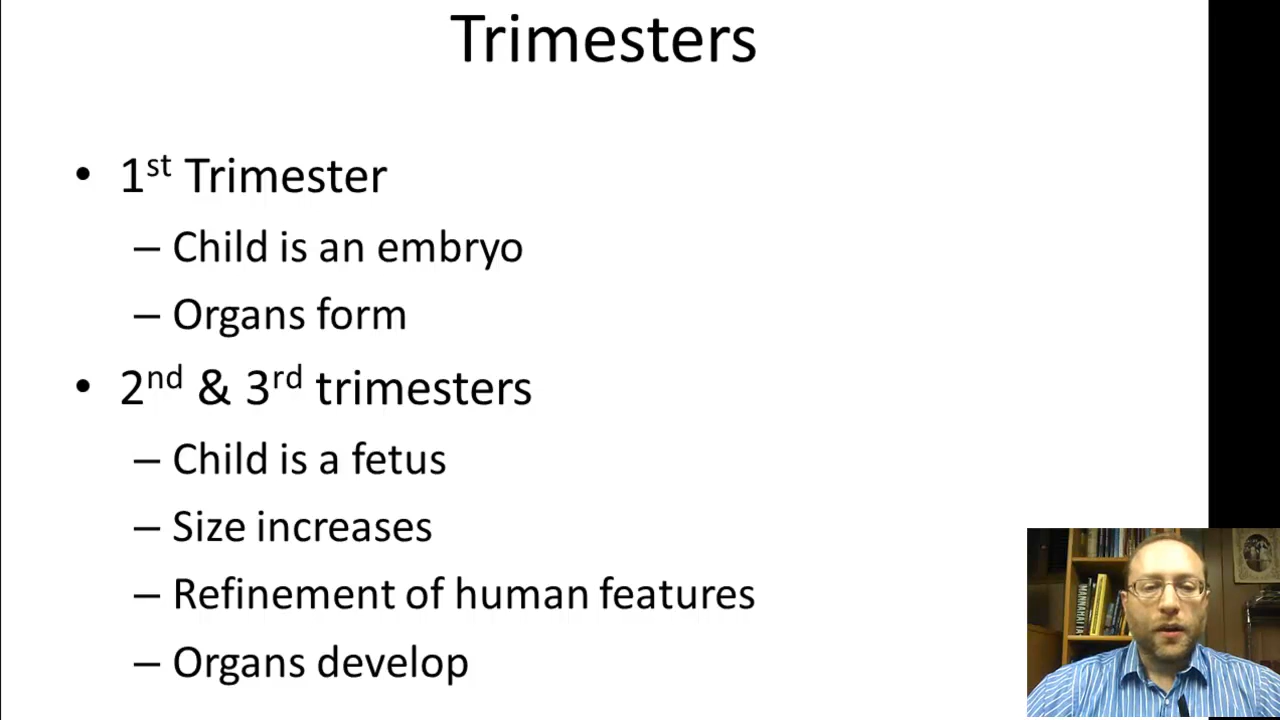 Trimesters
• 1st Trimester
– Child is an embryo
– Organs form
• 2nd & 3rd trimesters
– Child is a fetus
– Size increases
– Refinement of human features
– Organs develop
MANNAHATTA